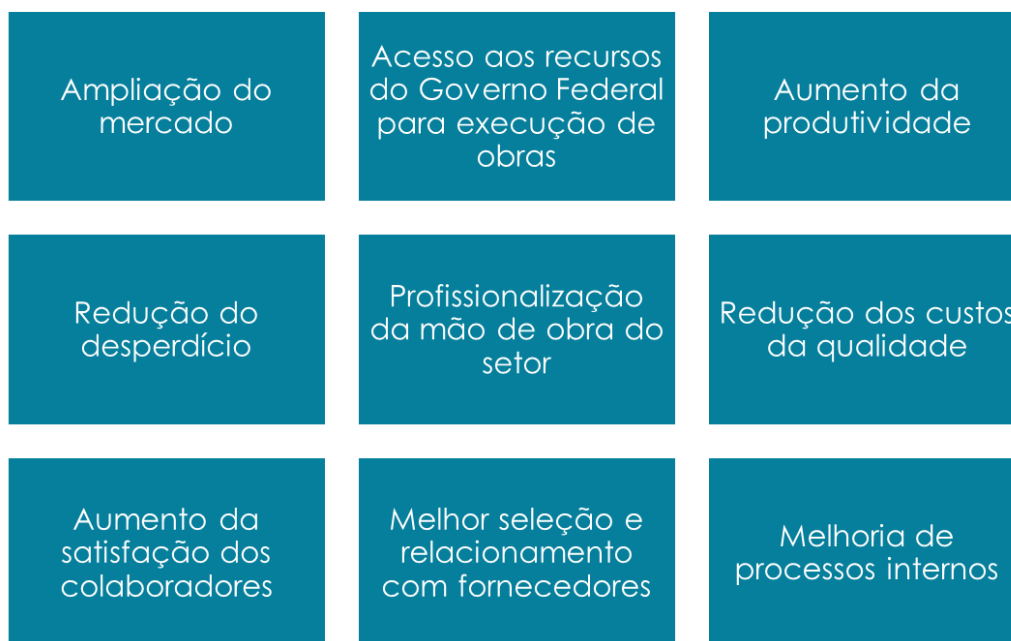 Ampliação do
mercado
Acesso aos recursos
do Governo Federal
para execução de
obras
Aumento da
produtividade
Redução do
desperdício
Profissionalização
da mão de obra do
setor
Redução dos custos
da qualidade
Aumento da
satisfação dos
colaboradores
Melhor seleção e
relacionamento
com fornecedores
Melhoria de
processos internos